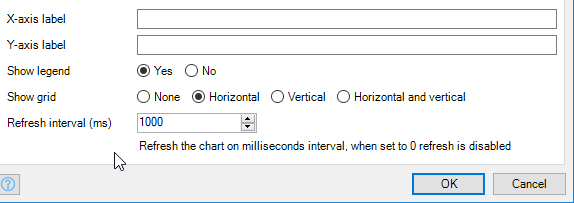 X-axis label
Y-axis label
Show legend Yes No
Show grid None Horizontal Vertical Horizontal and vertical
Refresh interval (ms) 1000
Refresh the chart on milliseconds interval, when set to 0 refresh is disabled
? OK Cancel